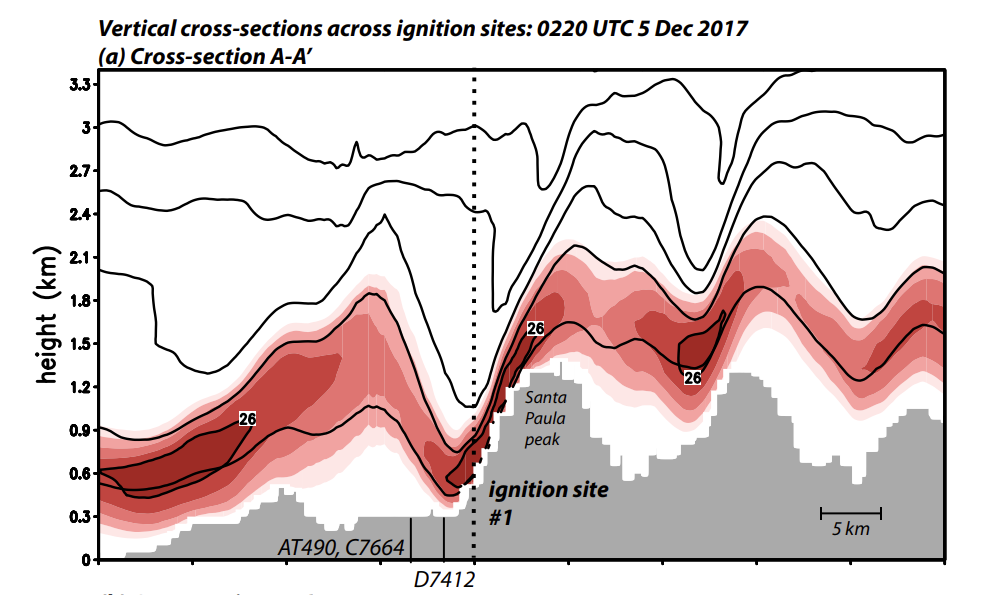 Vertical cross-sections across ignition sites: 0220 UTC 5 Dec 2017
(a) Cross-section A-A′
3.3
3
2.7
2.4
2.1
1.8
1.5
1.2
0.9
0.6
0.3
0
height (km)
26
26
26
Santa
Paula
peak
ignition site
#1
5 km
AT490, C7664
D7412